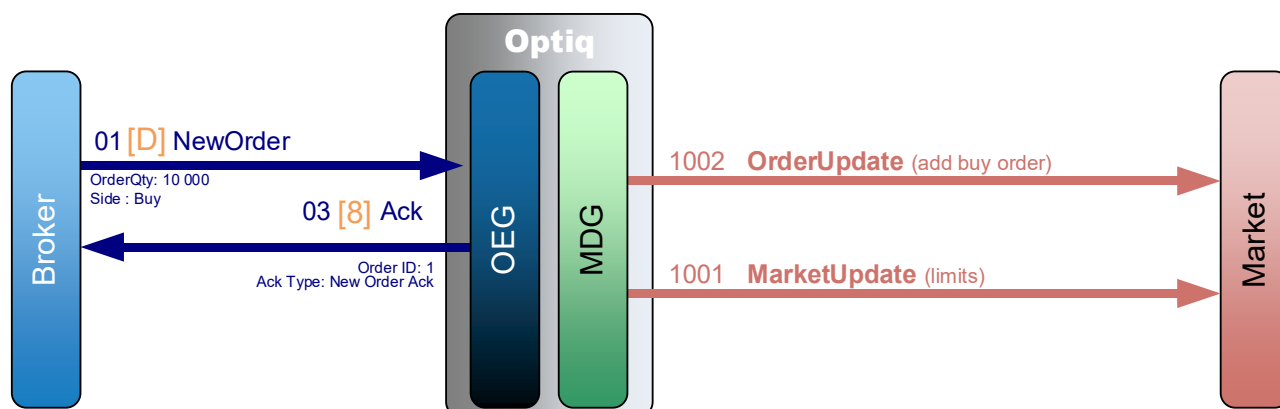 Optiq
Broker
01 [D] NewOrder
OrderQty: 10 000
Side : Buy
03 [8] Ack
Order ID: 1
Ack Type: New Order Ack
OEG
MDG
1002 OrderUpdate (add buy order)
1001 MarketUpdate (limits)
Market